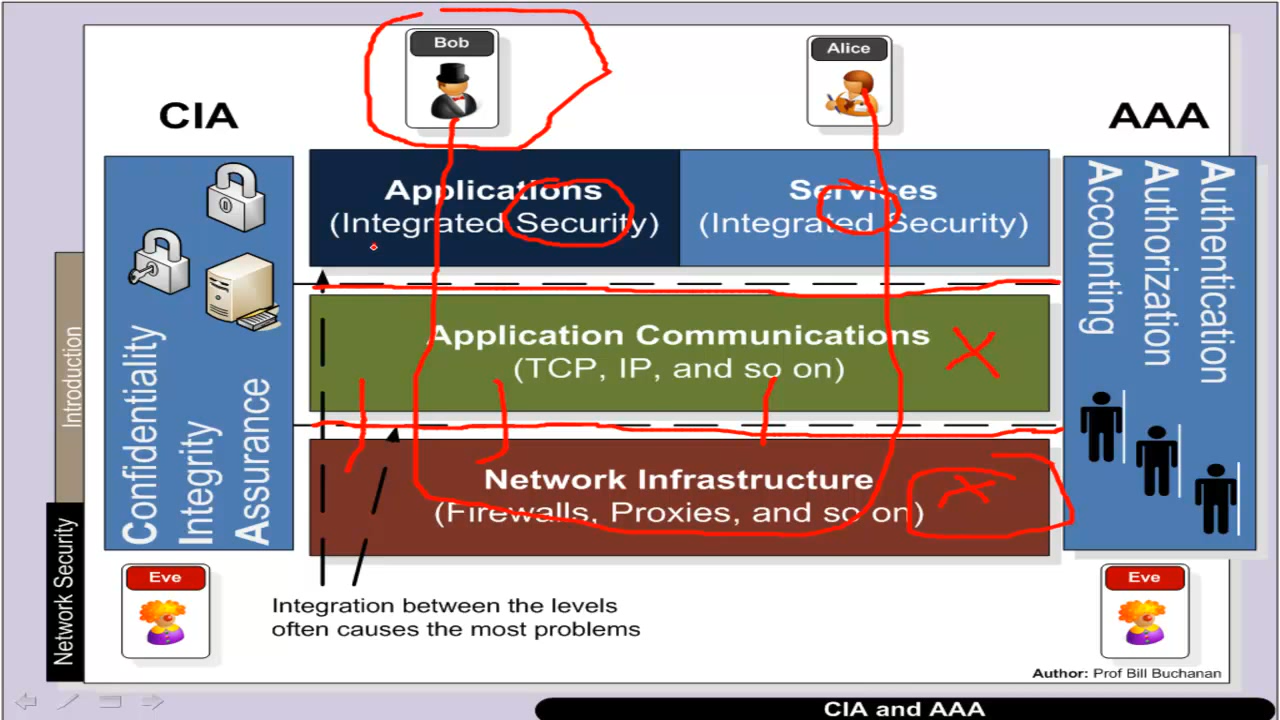 Bob
Alice
CIA
AAA
Applications
(Integrated Security)
Services
(Integrated Security)
Application Communications
(TCP, IP, and so on)
Network Infrastructure
(Firewalls, Proxies, and so on)
Confidentiality
Integrity
Assurance
Accounting
Authorization
Authentication
Introduction
Network Security
Eve
Eve
Integration between the levels
often causes the most problems
Author: Prof Bill Buchanan
CIA and AAA